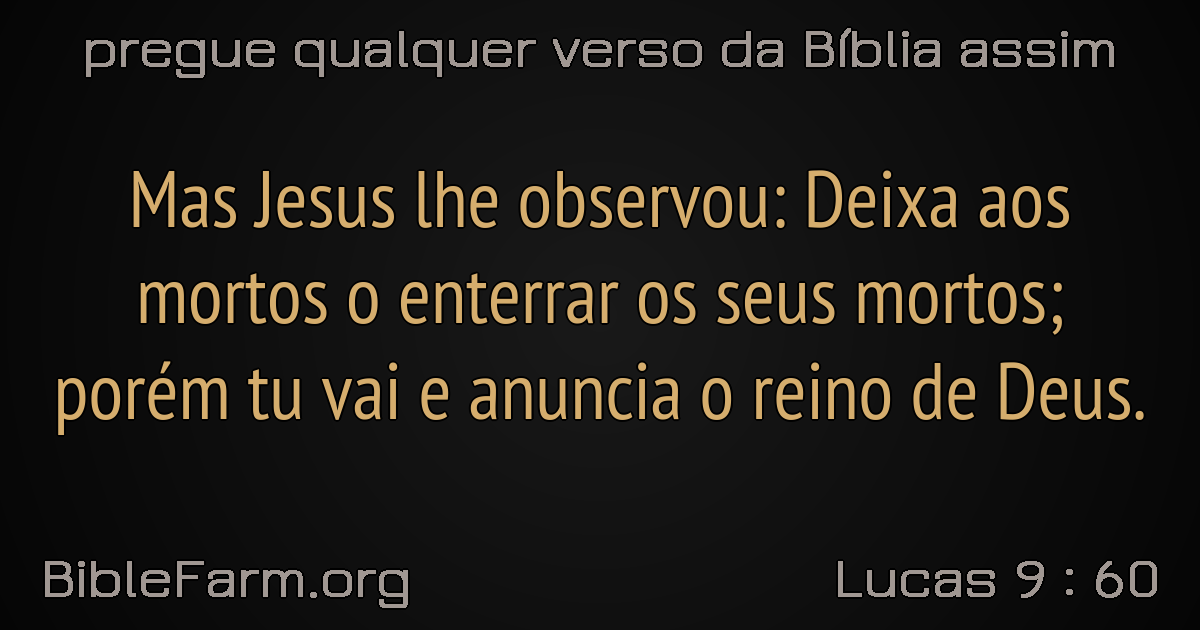 pregue qualquer verso da Bíblia assim
Mas Jesus lhe observou: Deixa aos
mortos o enterrar os seus mortos;
porém tu vai e anuncia o reino de Deus.
BibleFarm.org
Lucas 9 : 60